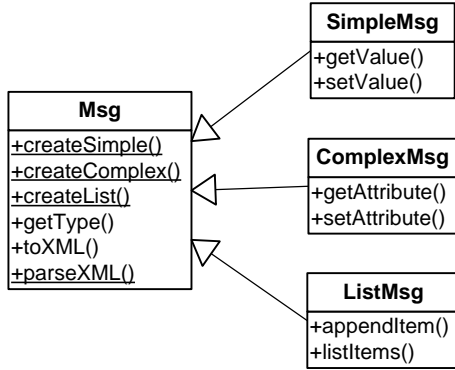 Msg
+createSimple()
+createComplex()
+createList()
+getType()
+toXML()
+parseXML()
SimpleMsg
+getValue()
+setValue()
ComplexMsg
+getAttribute()
+setAttribute()
ListMsg
+appendItem()
+listItems()